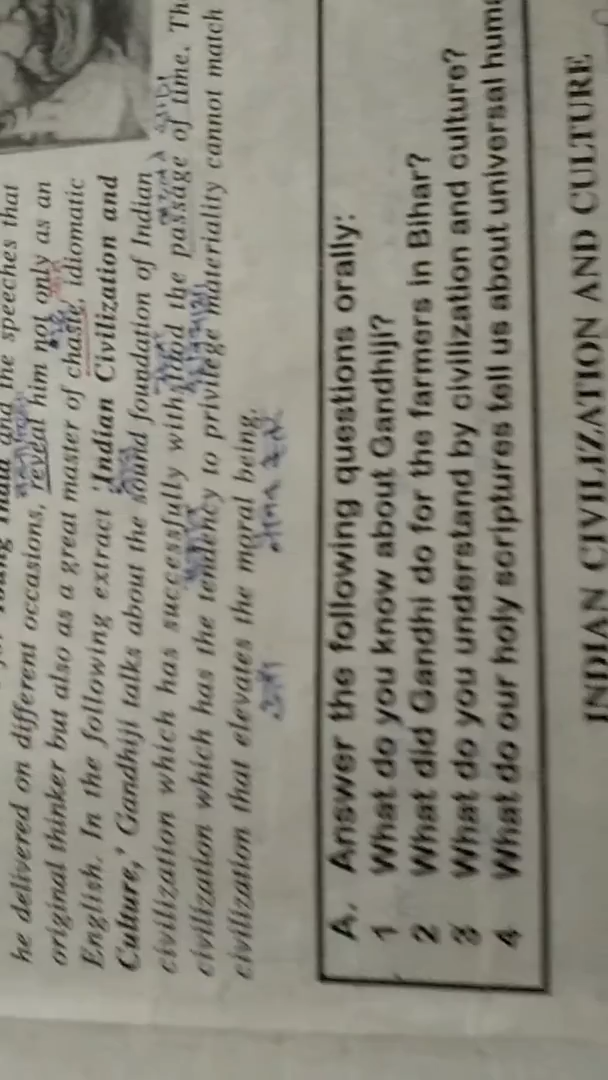 and the speeches that
he delivered on different occasions, reveal him not only as an
original thinker but also as a great master of chaste, idiomatic
English. In the following extract 'Indian Civilization and
Culture,' Gandhiji talks about the sound foundation of Indian
civilization which has successfully withstood the passage of time. The
civilization which has the tendency to privilege materiality cannot match
civilization that elevates the moral being.
A. Answer the following questions orally:
1 What do you know about Gandhiji?
2 What did Gandhi do for the farmers in Bihar?
3 What do you understand by civilization and culture?
4 What do our holy scriptures tell us about universal
INDIAN CIVILIZATION AND CULTURE